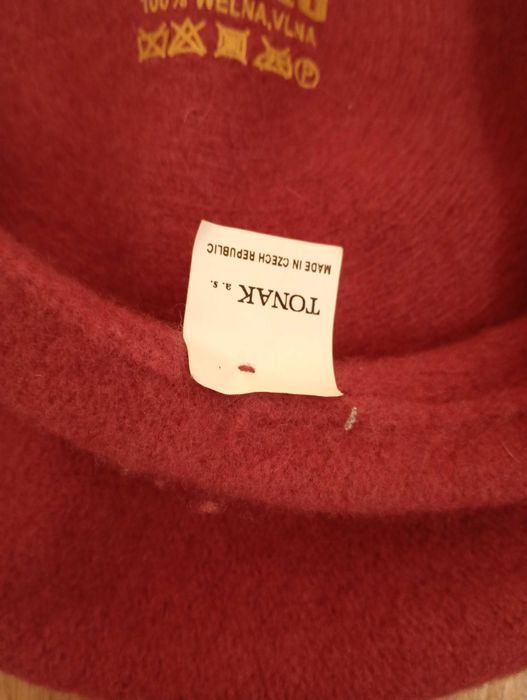 100% WEŁNA, VLNA
P
TONAK a. s.
MADE IN CZECH REPUBLIC